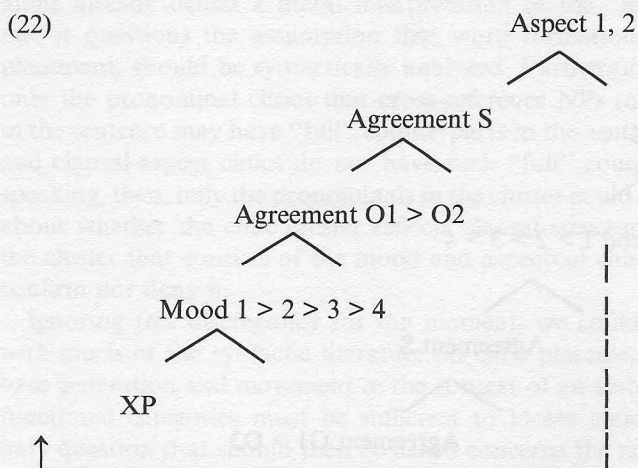 (22)
Aspect 1, 2
Agreement S
Agreement O1 > O2
Mood 1 > 2 > 3 > 4
XP